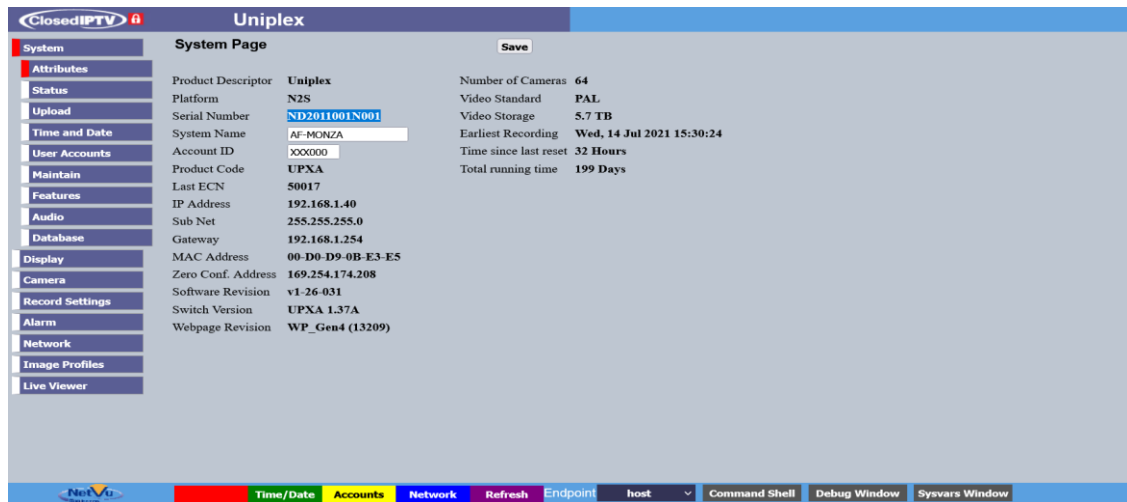 ClosedIPTV Uniplex
System Page Save
System
Attributes
Status
Upload
Time and Date
User Accounts
Maintain
Features
Audio
Database
Display
Camera
Record Settings
Alarm
Network
Image Profiles
Live Viewer
Product Descriptor Uniplex
Platform N2S
Serial Number ND2011001N001
System Name AF-MONZA
Account ID XXX000
Product Code UPXA
Last ECN 50017
IP Address 192.168.1.40
Sub Net 255.255.255.0
Gateway 192.168.1.254
MAC Address 00-D0-D9-0B-E3-E5
Zero Conf. Address 169.254.174.208
Software Revision v1-26-031
Switch Version UPXA 1.37A
Webpage Revision WP_Gen4 (13209)
Number of Cameras 64
Video Standard PAL
Video Storage 5.7 TB
Earliest Recording Wed, 14 Jul 2021 15:30:24
Time since last reset 32 Hours
Total running time 199 Days
NetVu Time/Date Accounts Network Refresh Endpoint host Command Shell Debug Window Sysvars Window